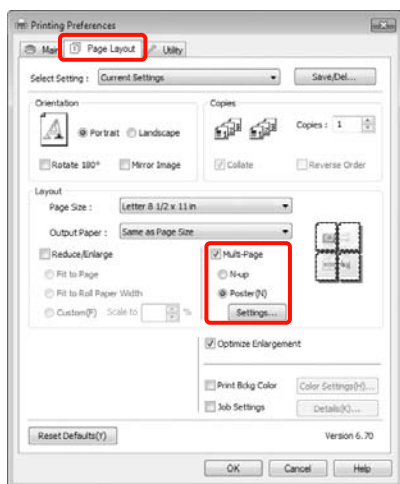 Printing Preferences
Main Page Layout Utility
Select Setting : Current Settings Save/Del...
Orientation
Portrait Landscape
Rotate 180° Mirror Image
Copies
Copies : 1
Collate Reverse Order
Layout
Page Size : Letter 8 1/2 x 11 in
Output Paper : Same as Page Size
Reduce/Enlarge
Fit to Page
Fit to Roll Paper Width
Custom(P) Scale to %
Multi-Page
N-up
Poster(N)
Settings...
Optimize Enlargement
Print Bckg Color Color Settings(H)...
Job Settings Details(K)...
Reset Defaults(Y) Version 6.70
OK Cancel Help